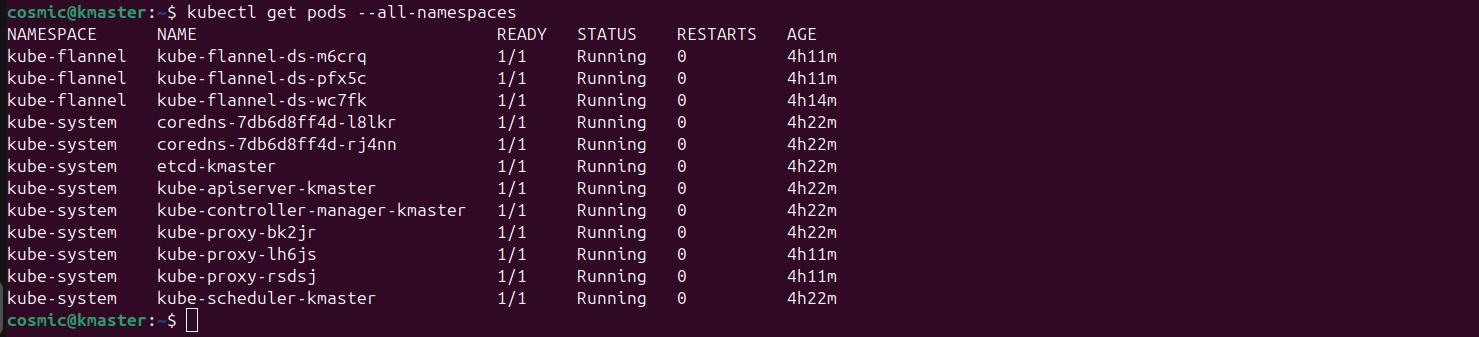 cosmic@kmaster:~$ kubectl get pods --all-namespaces
NAMESPACE      NAME                              READY   STATUS    RESTARTS   AGE
kube-flannel   kube-flannel-ds-m6crq             1/1     Running   0          4h11m
kube-flannel   kube-flannel-ds-pfx5c             1/1     Running   0          4h11m
kube-flannel   kube-flannel-ds-wc7fk             1/1     Running   0          4h14m
kube-system    coredns-7db6d8ff4d-l8lkr          1/1     Running   0          4h22m
kube-system    coredns-7db6d8ff4d-rj4nn          1/1     Running   0          4h22m
kube-system    etcd-kmaster                      1/1     Running   0          4h22m
kube-system    kube-apiserver-kmaster            1/1     Running   0          4h22m
kube-system    kube-controller-manager-kmaster   1/1     Running   0          4h22m
kube-system    kube-proxy-bk2jr                  1/1     Running   0          4h22m
kube-system    kube-proxy-lh6js                  1/1     Running   0          4h11m
kube-system    kube-proxy-rsdsj                  1/1     Running   0          4h11m
kube-system    kube-scheduler-kmaster            1/1     Running   0          4h22m
cosmic@kmaster:~$